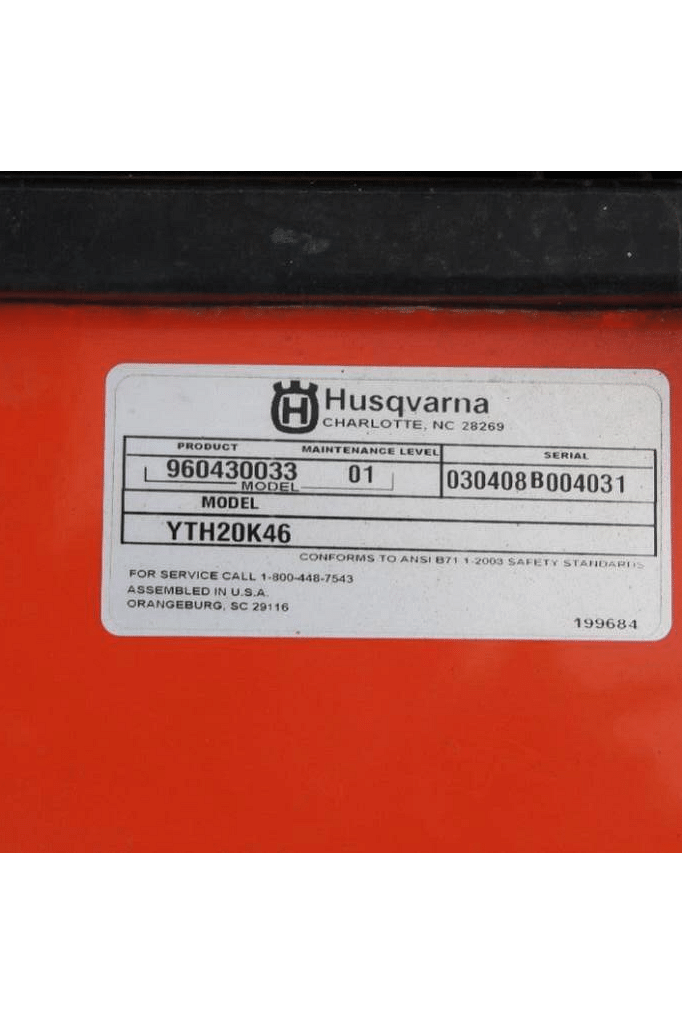 Husqvarna
CHARLOTTE, NC 28269
PRODUCT MAINTENANCE LEVEL SERIAL
960430033 01 030408B004031
MODEL
MODEL
YTH20K46
CONFORMS TO ANSI B71 1-2003 SAFETY STANDARDS
FOR SERVICE CALL 1-800-448-7543
ASSEMBLED IN U.S.A.
ORANGEBURG, SC 29116
199684